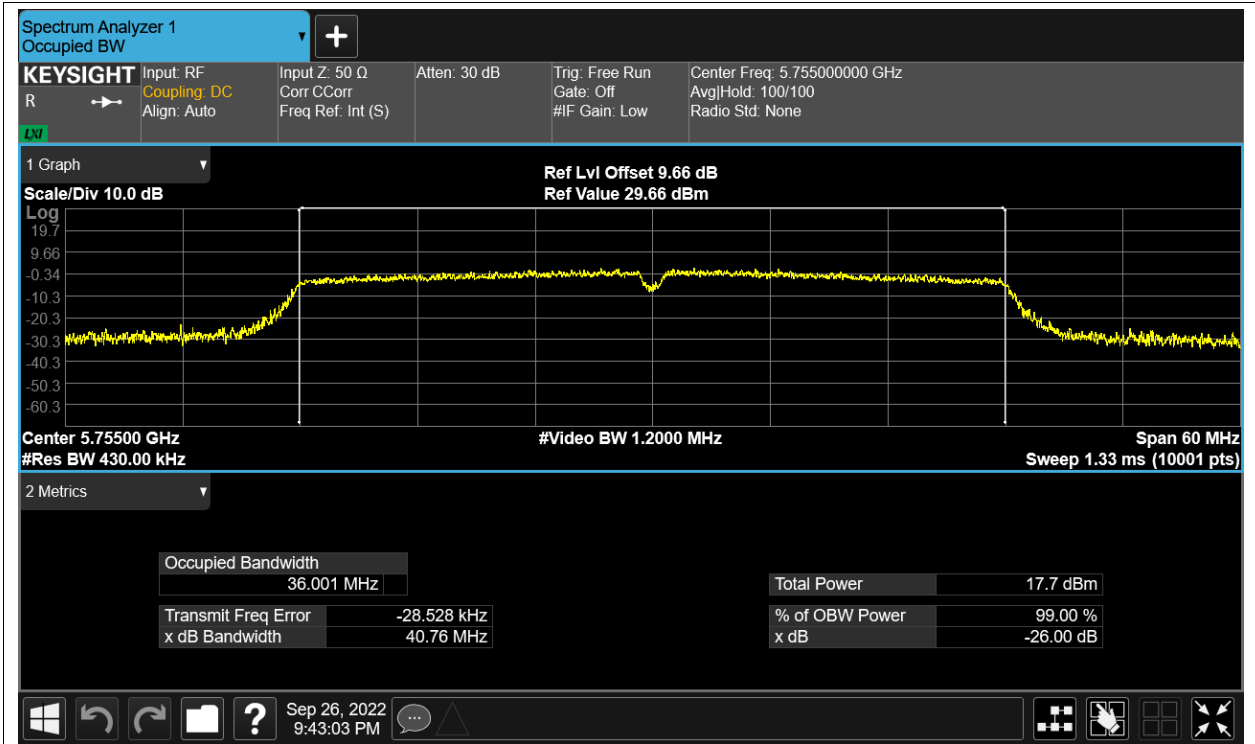 Spectrum Analyzer 1
Occupied BW
KEYSIGHT
R
LXI
Input: RF
Coupling: DC
Align: Auto
Input Z: 50 Ω
Corr CCorr
Freq Ref: Int (S)
Atten: 30 dB
Trig: Free Run
Gate: Off
#IF Gain: Low
Center Freq: 5.755000000 GHz
Avg|Hold: 100/100
Radio Std: None
1 Graph
Scale/Div 10.0 dB
Ref Lvl Offset 9.66 dB
Ref Value 29.66 dBm
Log
19.7
9.66
-0.34
-10.3
-20.3
-30.3
-40.3
-50.3
-60.3
Center 5.75500 GHz
#Video BW 1.2000 MHz
Span 60 MHz
#Res BW 430.00 kHz
Sweep 1.33 ms (10001 pts)
2 Metrics
Occupied Bandwidth
36.001 MHz
Transmit Freq Error -28.528 kHz
x dB Bandwidth 40.76 MHz
Total Power 17.7 dBm
% of OBW Power 99.00 %
x dB -26.00 dB
?
Sep 26, 2022
9:43:03 PM